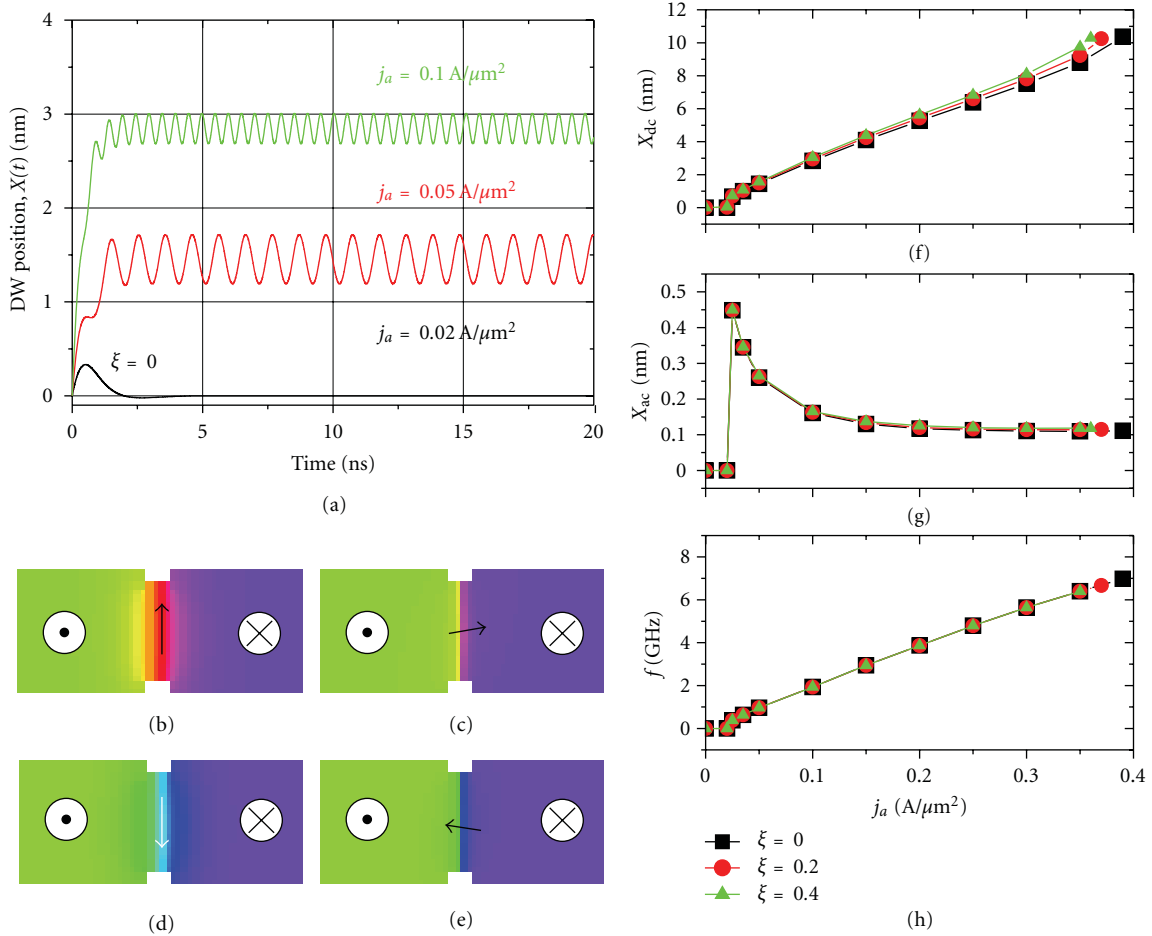 4
3
2
1
0
DW position, X(t) (nm)
j_a = 0.1 A/μm²
j_a = 0.05 A/μm²
j_a = 0.02 A/μm²
ξ = 0
0 5 10 15 20
Time (ns)
(a)
(b)
(c)
(d)
(e)
12
10
8
6
4
2
0
X_dc (nm)
(f)
0.5
0.4
0.3
0.2
0.1
0
X_ac (nm)
(g)
8
6
4
2
0
f (GHz)
0 0.1 0.2 0.3 0.4
j_a (A/μm²)
ξ = 0
ξ = 0.2
ξ = 0.4
(h)